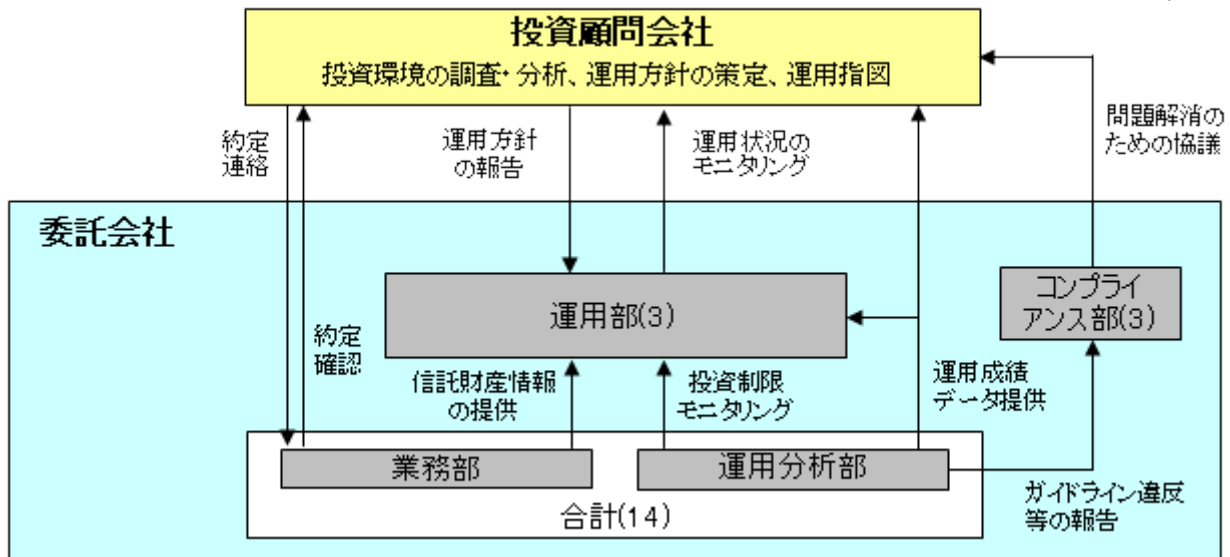 投資顧問会社
投資環境の調査・分析、運用方針の策定、運用指図
約定
連絡
運用方針
の報告
運用状況の
モニタリング
問題解消の
ための協議
委託会社
運用部(3)
コンプライ
アンス部(3)
約定
確認
信託財産情報
の提供
投資制限
モニタリング
運用成績
データ提供
業務部
運用分析部
合計(14)
ガイドライン違反
等の報告